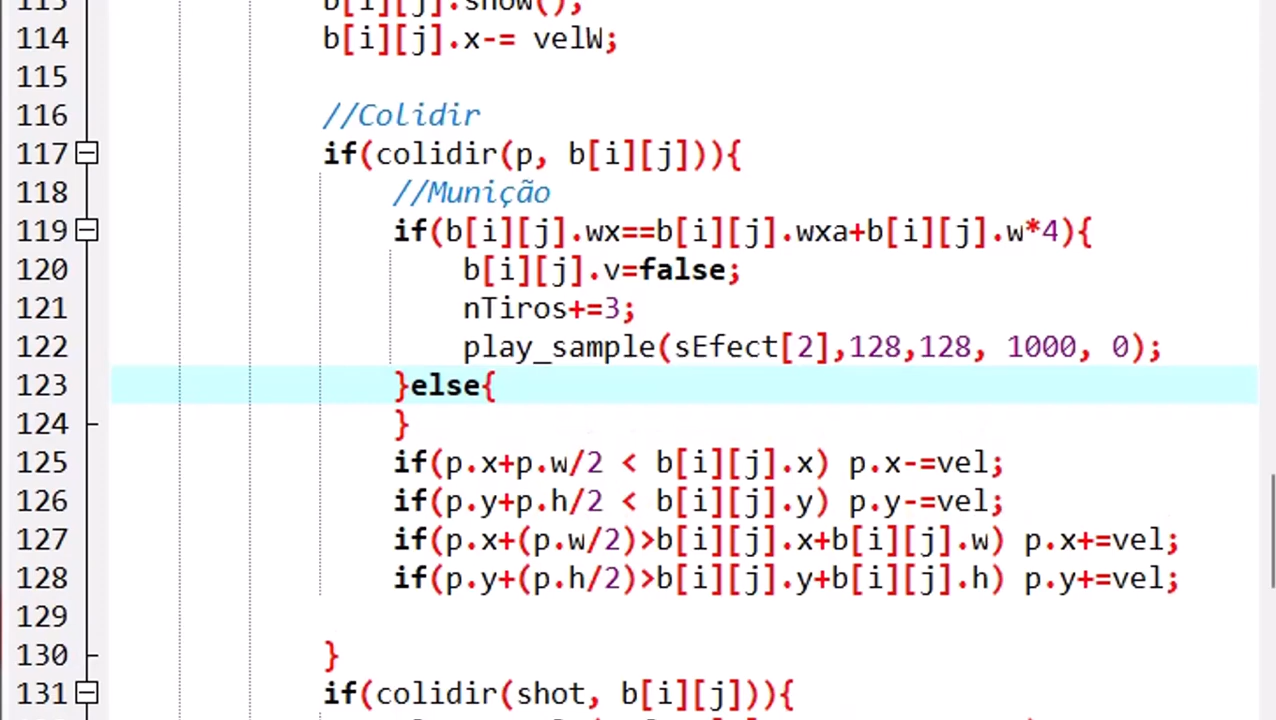 113 b[i][j].show();
114 b[i][j].x-= velW;
115
116 //Colidir
117 if(colidir(p, b[i][j])){
118 //Munição
119 if(b[i][j].wx==b[i][j].wxa+b[i][j].w*4){
120 b[i][j].v=false;
121 nTiros+=3;
122 play_sample(sEfect[2],128,128, 1000, 0);
123 }else{
124 }
125 if(p.x+p.w/2 < b[i][j].x) p.x-=vel;
126 if(p.y+p.h/2 < b[i][j].y) p.y-=vel;
127 if(p.x+(p.w/2)>b[i][j].x+b[i][j].w) p.x+=vel;
128 if(p.y+(p.h/2)>b[i][j].y+b[i][j].h) p.y+=vel;
129
130 }
131 if(colidir(shot, b[i][j])){